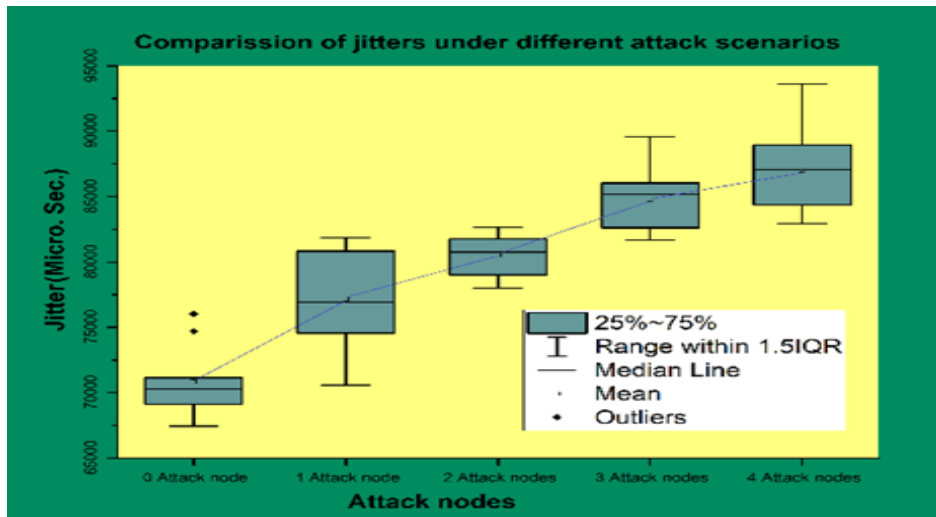 Comparission of jitters under different attack scenarios
Jitter(Micro. Sec.)
95000
90000
85000
80000
75000
70000
65000
25%~75%
Range within 1.5IQR
Median Line
Mean
Outliers
0 Attack node
1 Attack node
2 Attack nodes
3 Attack nodes
4 Attack nodes
Attack nodes